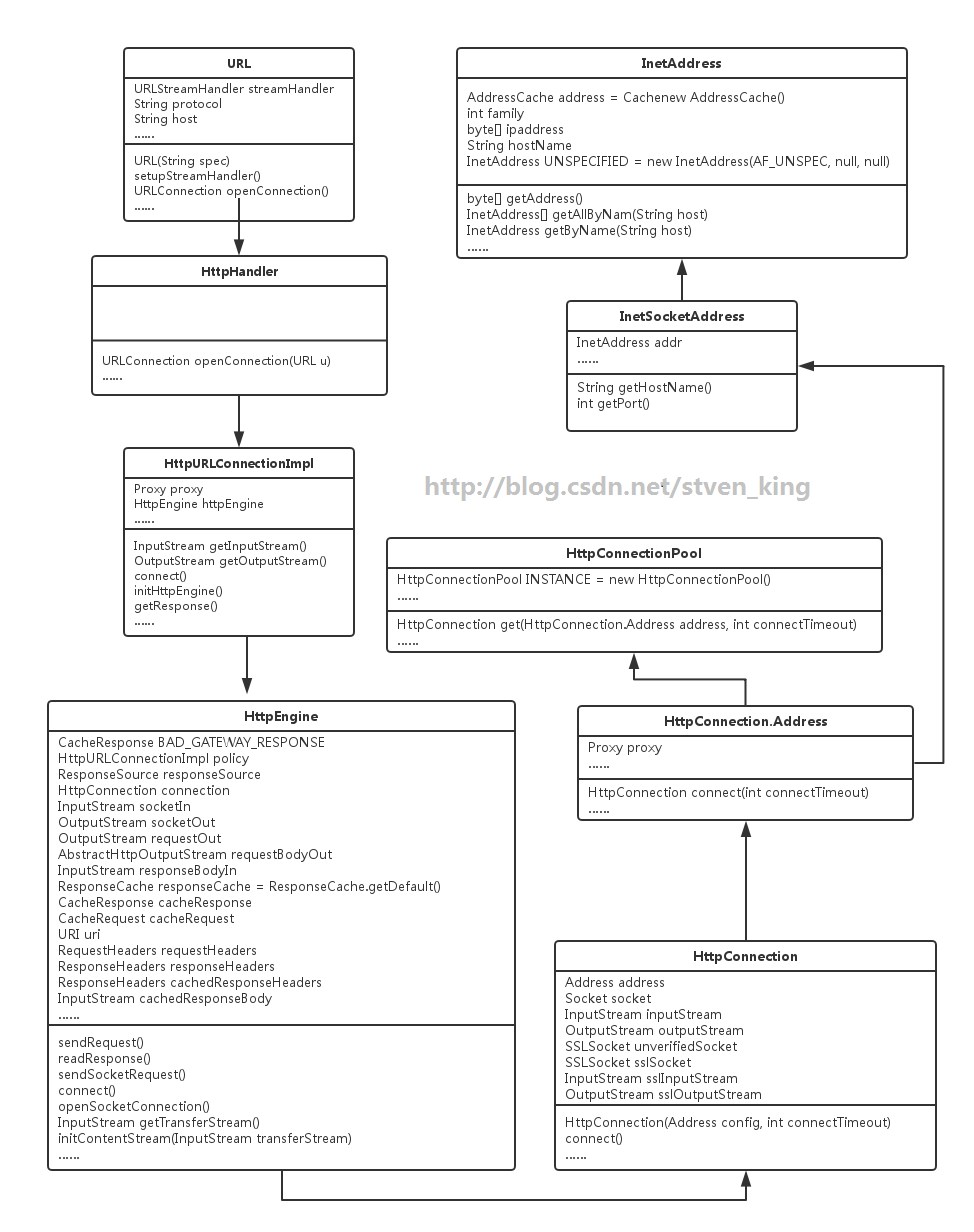 URL
URLStreamHandler streamHandler
String protocol
String host
......
URL(String spec)
setupStreamHandler()
URLConnection openConnection()
......
HttpHandler
URLConnection openConnection(URL u)
......
HttpURLConnectionImpl
Proxy proxy
HttpEngine httpEngine
......
InputStream getInputStream()
OutputStream getOutputStream()
connect()
initHttpEngine()
getResponse()
......
HttpEngine
CacheResponse BAD_GATEWAY_RESPONSE
HttpURLConnectionImpl policy
ResponseSource responseSource
HttpConnection connection
InputStream socketIn
OutputStream socketOut
OutputStream requestOut
AbstractHttpOutputStream requestBodyOut
InputStream responseBodyIn
ResponseCache responseCache = ResponseCache.getDefault()
CacheResponse cacheResponse
CacheRequest cacheRequest
URI uri
RequestHeaders requestHeaders
ResponseHeaders responseHeaders
ResponseHeaders cachedResponseHeaders
InputStream cachedResponseBody
......
sendRequest()
readResponse()
sendSocketRequest()
connect()
openSocketConnection()
InputStream getTransferStream()
initContentStream(InputStream transferStream)
......
InetAddress
AddressCache address = Cachenew AddressCache()
int family
byte[] ipaddress
String hostName
InetAddress UNSPECIFIED = new InetAddress(AF_UNSPEC, null, null)
byte[] getAddress()
InetAddress[] getAllByNam(String host)
InetAddress getByName(String host)
......
InetSocketAddress
InetAddress addr
......
String getHostName()
int getPort()
http://blog.csdn.net/stven_king
HttpConnectionPool
HttpConnectionPool INSTANCE = new HttpConnectionPool()
......
HttpConnection get(HttpConnection.Address address, int connectTimeout)
......
HttpConnection.Address
Proxy proxy
......
HttpConnection connect(int connectTimeout)
......
HttpConnection
Address address
Socket socket
InputStream inputStream
OutputStream outputStream
SSLSocket unverifiedSocket
SSLSocket sslSocket
InputStream sslInputStream
OutputStream sslOutputStream
HttpConnection(Address config, int connectTimeout)
connect()
......